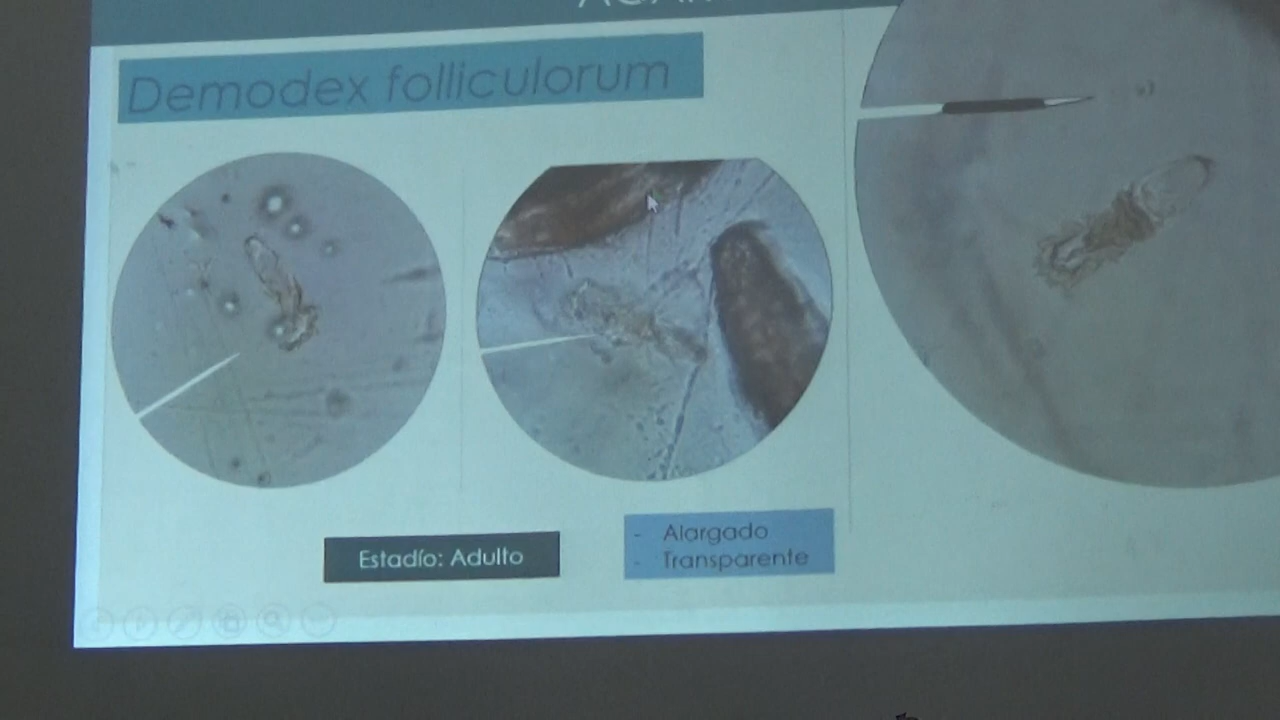 Demodex folliculorum
Estadío: Adulto
- Alargado
- Transparente